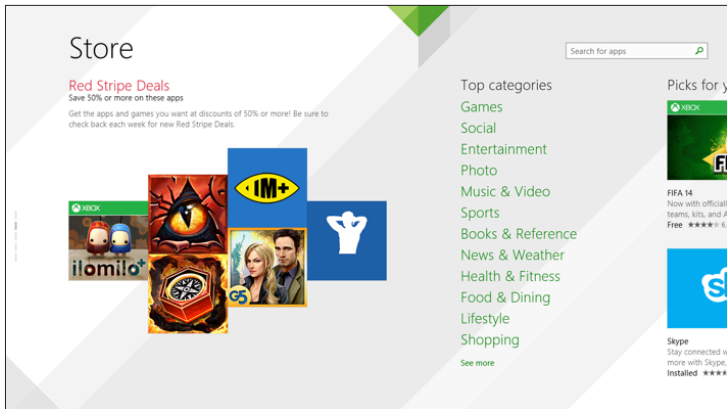 Store
Search for apps
Red Stripe Deals
Save 50% or more on these apps
Get the apps and games you want at discounts of 50% or more! Be sure to
check back each week for new Red Stripe Deals.
XBOX
ilomilo+
IM+
G5
Top categories
Games
Social
Entertainment
Photo
Music & Video
Sports
Books & Reference
News & Weather
Health & Fitness
Food & Dining
Lifestyle
Shopping
See more
Picks for y
XBOX
FIFA 14
Now with officiall
teams, kits, and A
Free
Skype
Stay connected w
more with Skype,
Installed